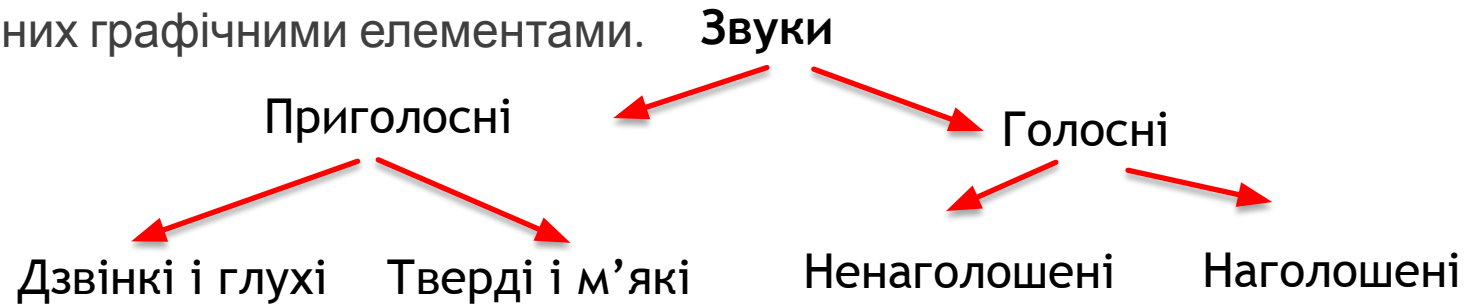 них графічними елементами. Звуки
Приголосні Голосні
Дзвінкі і глухі Тверді і м’які Ненаголошені Наголошені